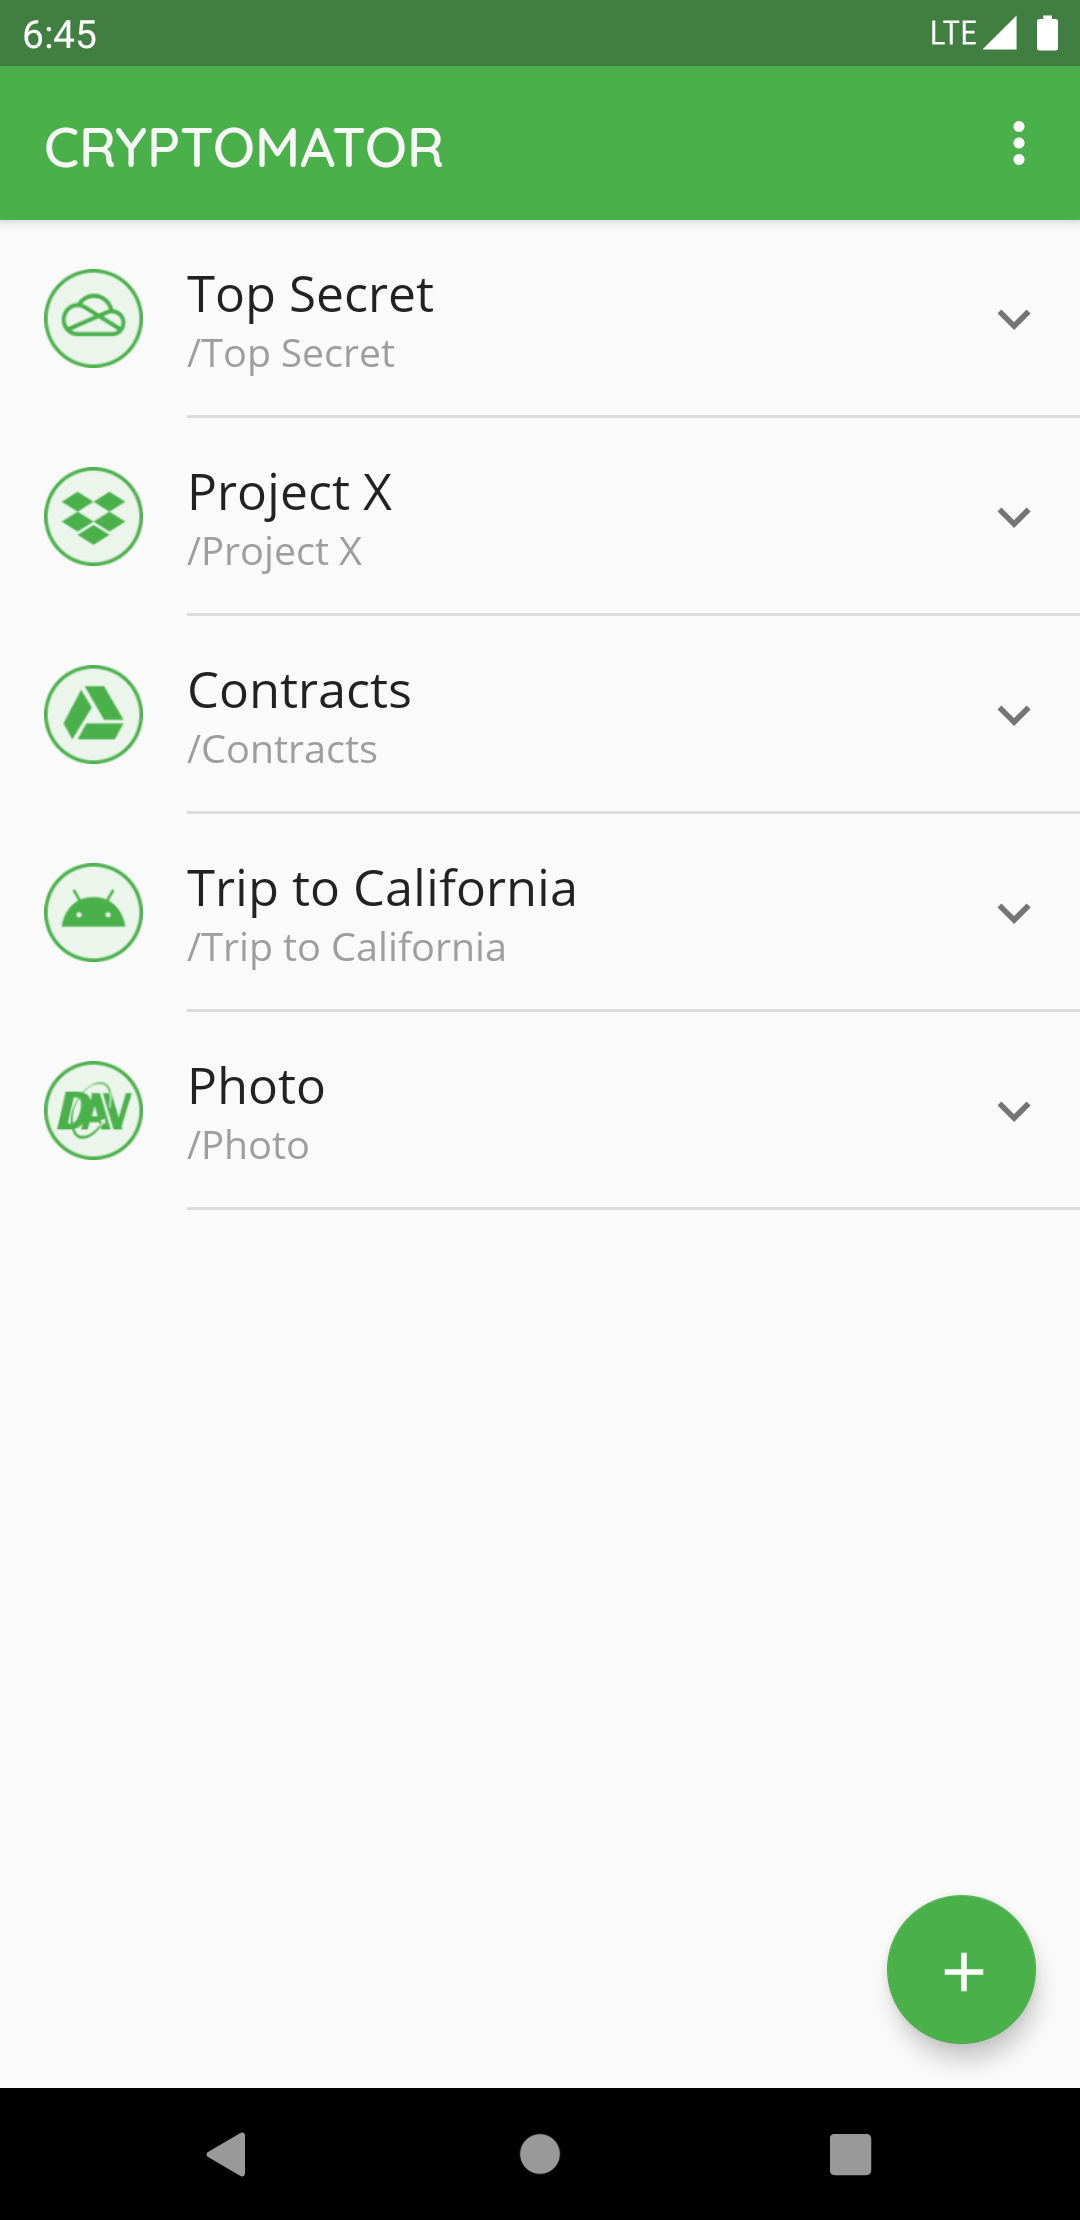 6:45
LTE
CRYPTOMATOR
Top Secret
/Top Secret
Project X
/Project X
Contracts
/Contracts
Trip to California
/Trip to California
DAV
Photo
/Photo